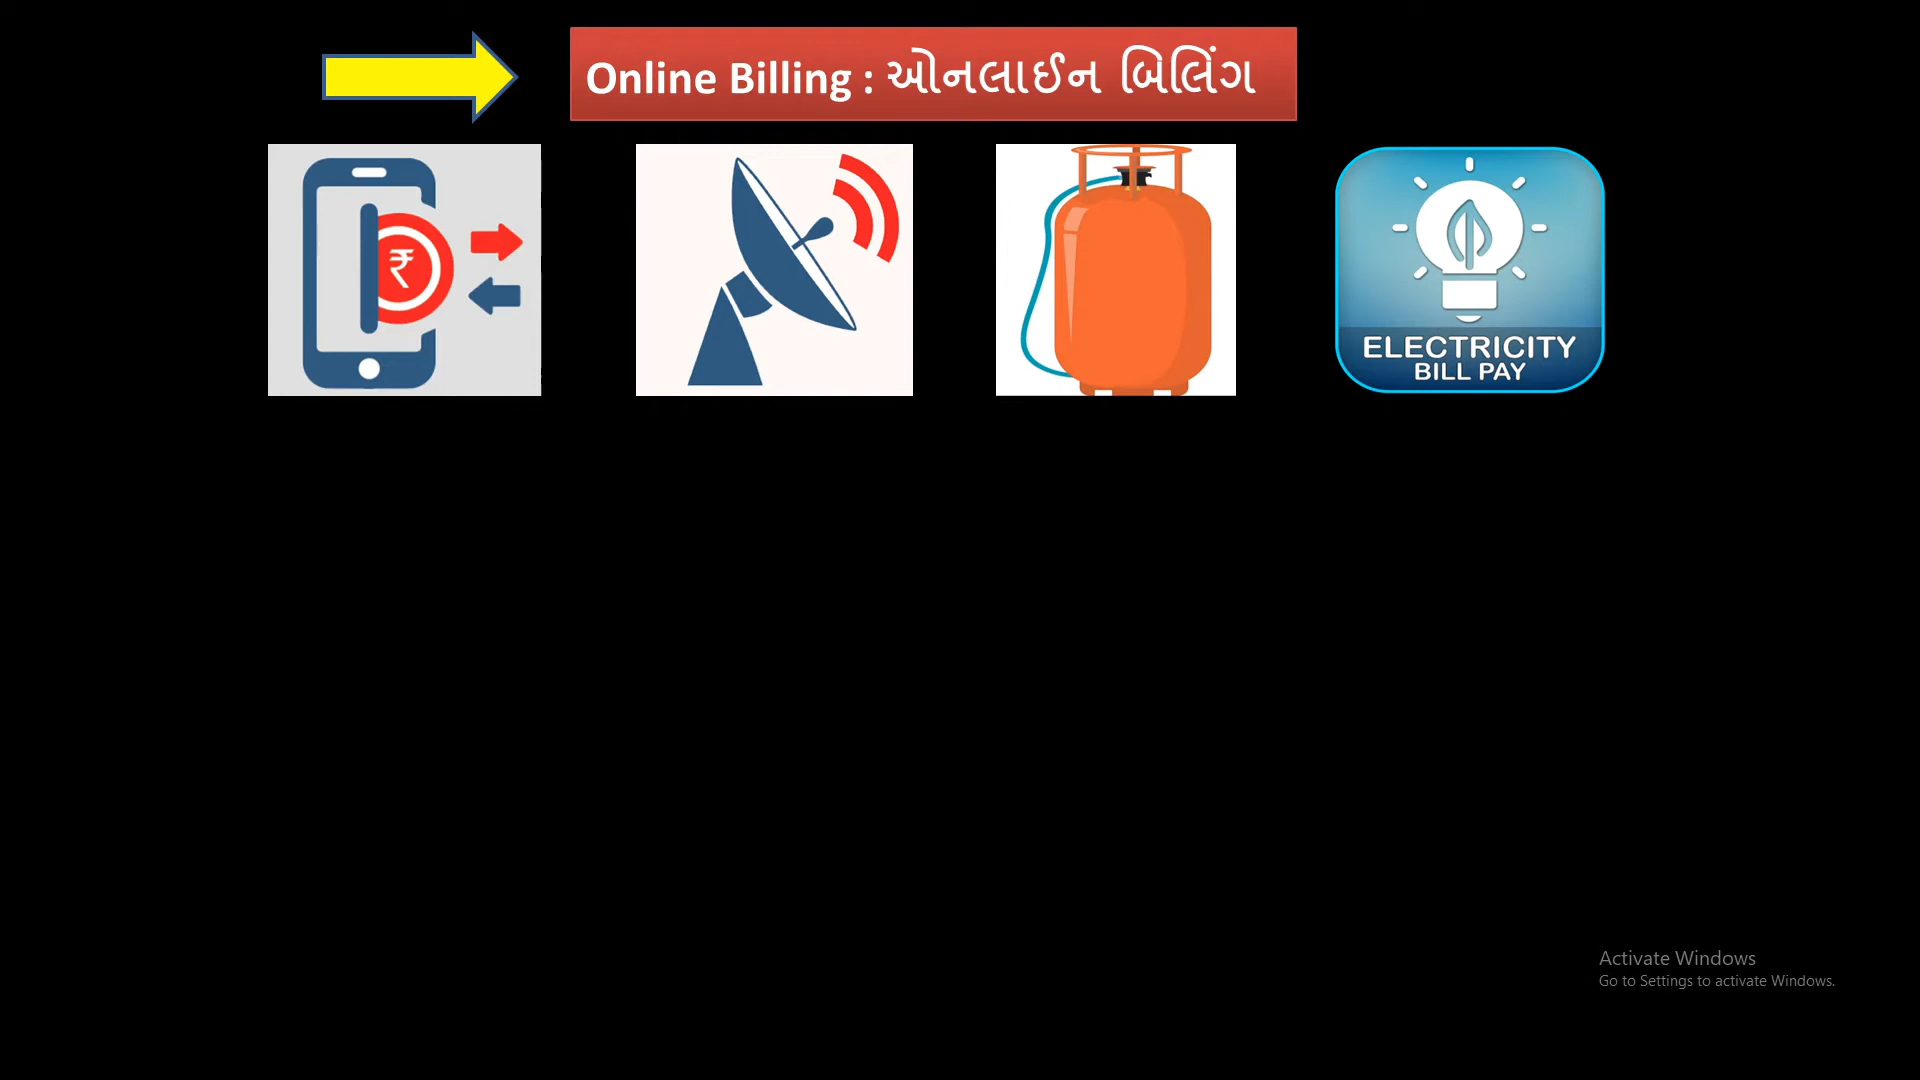 Online Billing : ઓનલાઈન બિલિંગ
₹
ELECTRICITY
BILL PAY
Activate Windows
Go to Settings to activate Windows.